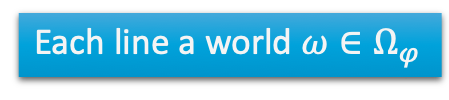 Each line a world ω ∈ Ω_φ